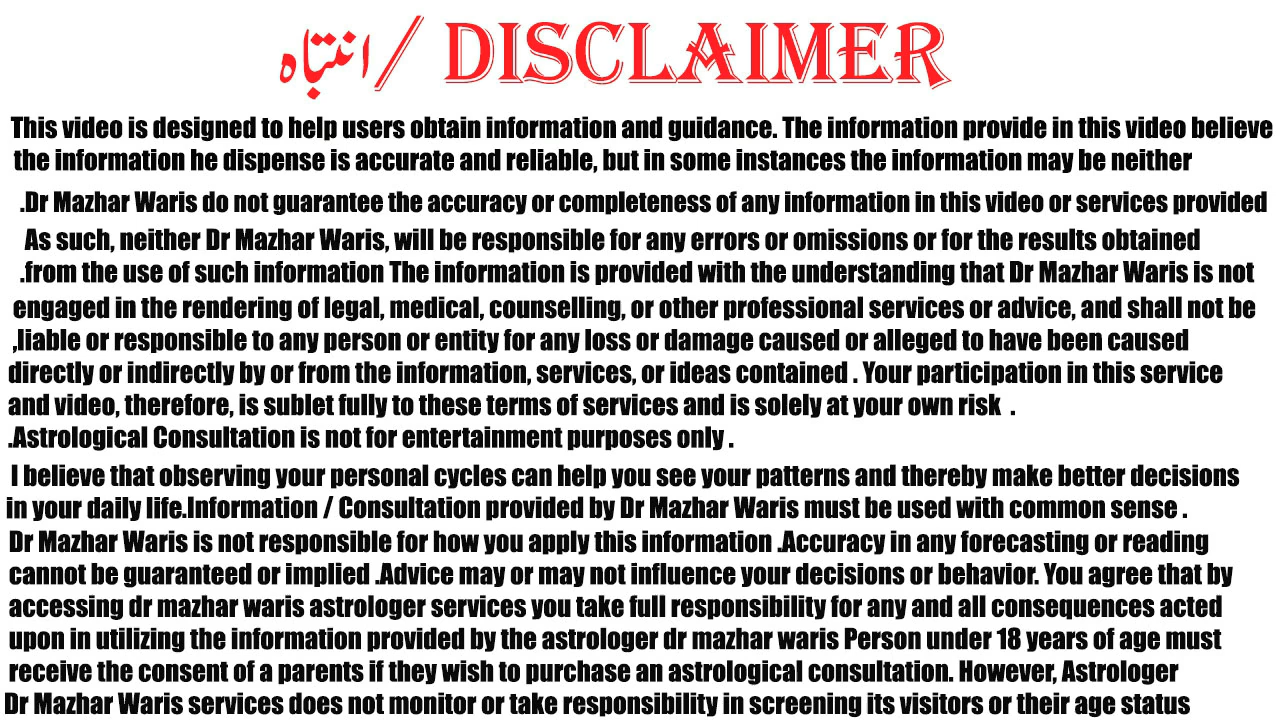 DISCLAIMER / انتباہ
This video is designed to help users obtain information and guidance. The information provide in this video believe
the information he dispense is accurate and reliable, but in some instances the information may be neither
.Dr Mazhar Waris do not guarantee the accuracy or completeness of any information in this video or services provided
As such, neither Dr Mazhar Waris, will be responsible for any errors or omissions or for the results obtained
.from the use of such information The information is provided with the understanding that Dr Mazhar Waris is not
engaged in the rendering of legal, medical, counselling, or other professional services or advice, and shall not be
,liable or responsible to any person or entity for any loss or damage caused or alleged to have been caused
directly or indirectly by or from the information, services, or ideas contained . Your participation in this service
and video, therefore, is sublet fully to these terms of services and is solely at your own risk .
.Astrological Consultation is not for entertainment purposes only .
I believe that observing your personal cycles can help you see your patterns and thereby make better decisions
in your daily life.Information / Consultation provided by Dr Mazhar Waris must be used with common sense .
Dr Mazhar Waris is not responsible for how you apply this information .Accuracy in any forecasting or reading
cannot be guaranteed or implied .Advice may or may not influence your decisions or behavior. You agree that by
accessing dr mazhar waris astrologer services you take full responsibility for any and all consequences acted
upon in utilizing the information provided by the astrologer dr mazhar waris Person under 18 years of age must
receive the consent of a parents if they wish to purchase an astrological consultation. However, Astrologer
Dr Mazhar Waris services does not monitor or take responsibility in screening its visitors or their age status